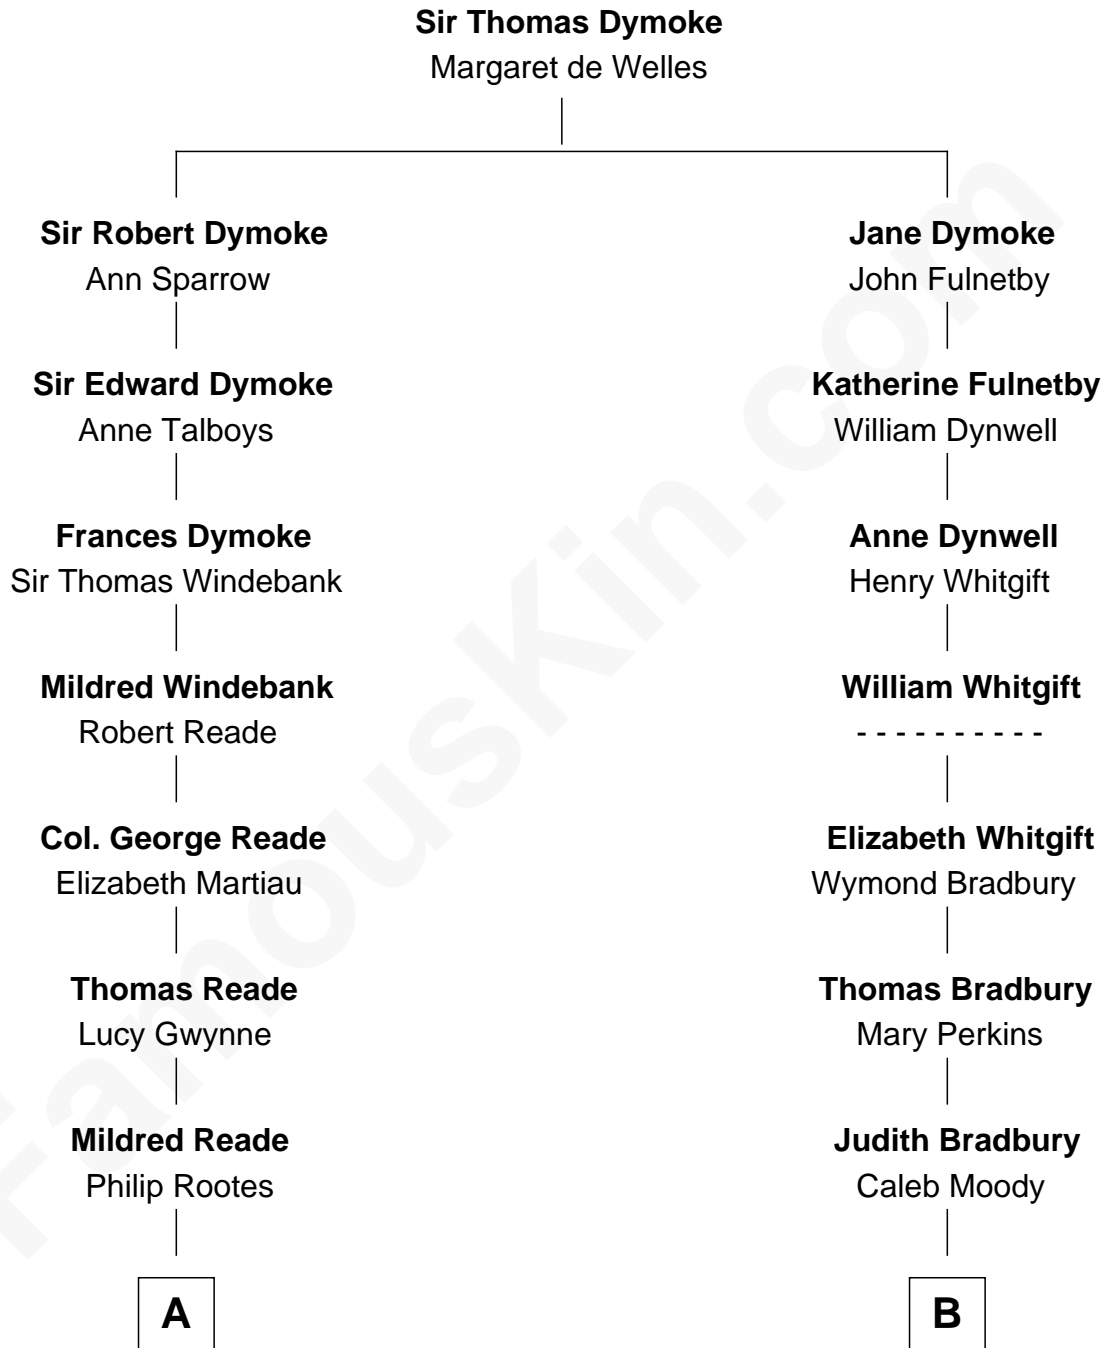 Sir Thomas Dymoke
Margaret de Welles
Sir Robert Dymoke
Ann Sparrow
Jane Dymoke
John Fulnetby
Sir Edward Dymoke
Anne Talboys
Katherine Fulnetby
William Dynwell
Frances Dymoke
Sir Thomas Windebank
Anne Dynwell
Henry Whitgift
Mildred Windebank
Robert Reade
William Whitgift
- - - - - - - - - -
Col. George Reade
Elizabeth Martiau
Elizabeth Whitgift
Wymond Bradbury
Thomas Reade
Lucy Gwynne
Thomas Bradbury
Mary Perkins
Mildred Reade
Philip Rootes
Judith Bradbury
Caleb Moody
A
B
FamousKin.com